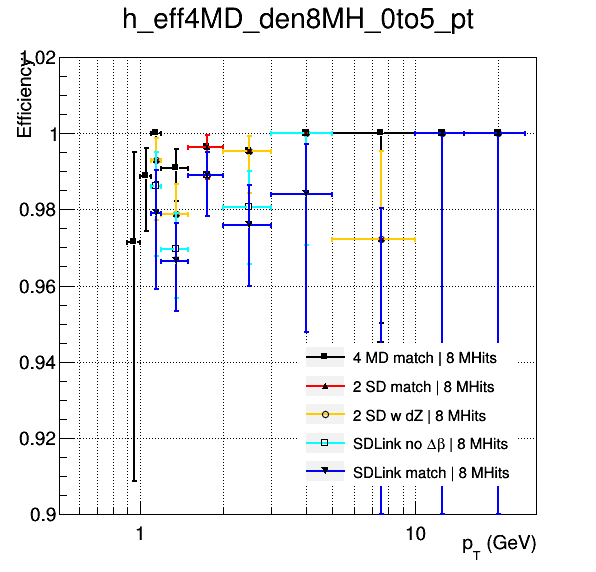 h_eff4MD_den8MH_0to5_pt
Efficiency
1.02
1
0.98
0.96
0.94
0.92
0.9
4 MD match | 8 MHits
2 SD match | 8 MHits
2 SD w dZ | 8 MHits
SDLink no Δβ | 8 MHits
SDLink match | 8 MHits
1
10
p_T (GeV)